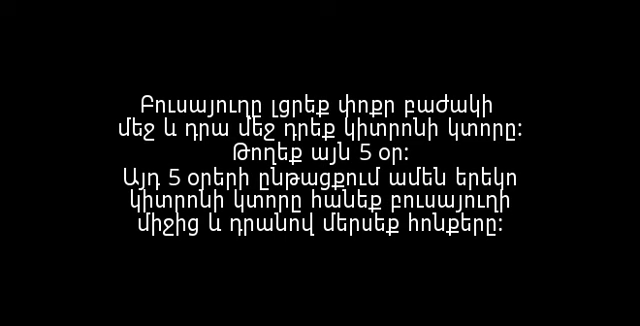 Բուսայուղը լցրեք փոքր բաժակի
մեջ և դրա մեջ դրեք կիտրոնի կտորը:
Թողեք այն 5 օր:
Այդ 5 օրերի ընթացքում ամեն երեկո
կիտրոնի կտորը հանեք բուսայուղի
միջից և դրանով մերսեք հոնքերը: